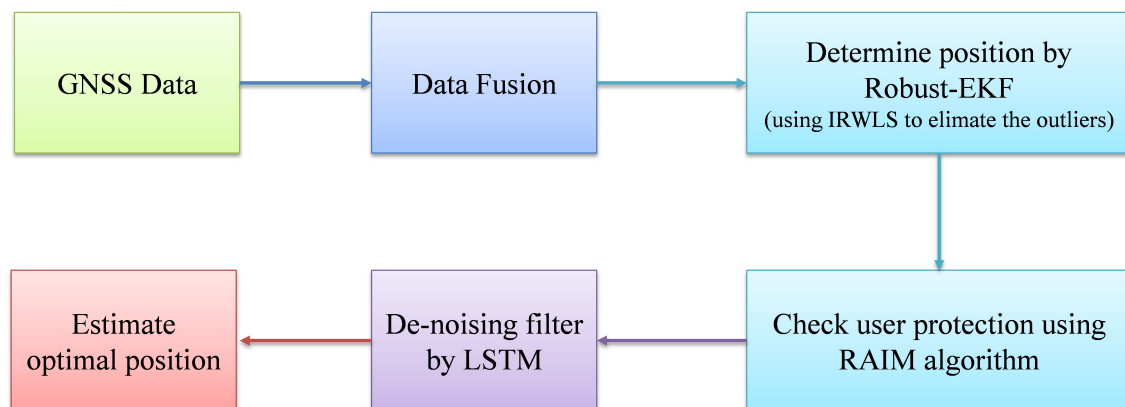 GNSS Data
Data Fusion
Determine position by
Robust-EKF
(using IRWLS to elimate the outliers)
Check user protection using
RAIM algorithm
De-noising filter
by LSTM
Estimate
optimal position